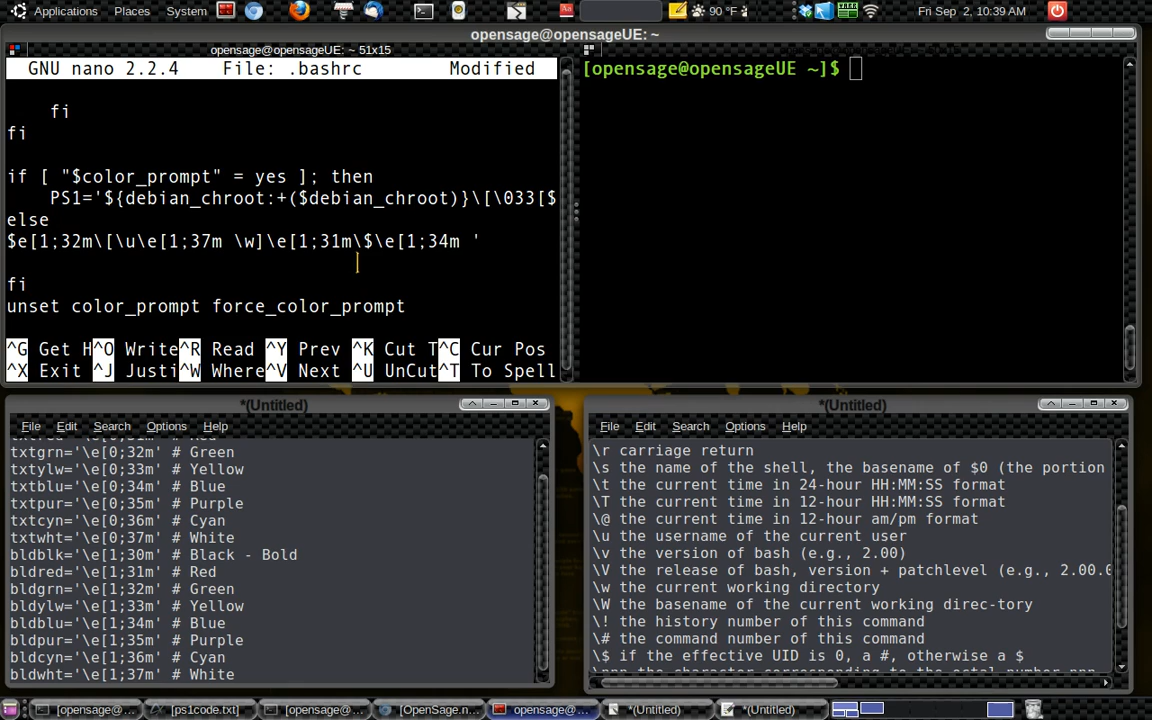 Applications Places System 90 °F Fri Sep 2, 10:39 AM
opensage@opensageUE: ~
opensage@opensageUE: ~ 51x15
GNU nano 2.2.4 File: .bashrc Modified
fi
fi
if [ "$color_prompt" = yes ]; then
PS1='${debian_chroot:+($debian_chroot)}\[\033[$
else
$e[1;32m\[\u\e[1;37m \w]\e[1;31m\$\e[1;34m '
fi
unset color_prompt force_color_prompt
^G Get H^O Write^R Read ^Y Prev ^K Cut T^C Cur Pos
^X Exit ^J Justi^W Where^V Next ^U UnCut^T To Spell
[opensage@opensageUE ~]$
*(Untitled)
File Edit Search Options Help
txtgrn='\e[0;32m' # Green
txtylw='\e[0;33m' # Yellow
txtblu='\e[0;34m' # Blue
txtpur='\e[0;35m' # Purple
txtcyn='\e[0;36m' # Cyan
txtwht='\e[0;37m' # White
bldblk='\e[1;30m' # Black - Bold
bldred='\e[1;31m' # Red
bldgrn='\e[1;32m' # Green
bldylw='\e[1;33m' # Yellow
bldblu='\e[1;34m' # Blue
bldpur='\e[1;35m' # Purple
bldcyn='\e[1;36m' # Cyan
bldwht='\e[1;37m' # White
*(Untitled)
File Edit Search Options Help
\r carriage return
\s the name of the shell, the basename of $0 (the portion
\t the current time in 24-hour HH:MM:SS format
\T the current time in 12-hour HH:MM:SS format
\@ the current time in 12-hour am/pm format
\u the username of the current user
\v the version of bash (e.g., 2.00)
\V the release of bash, version + patchlevel (e.g., 2.00.0
\w the current working directory
\W the basename of the current working direc-tory
\! the history number of this command
\# the command number of this command
\$ if the effective UID is 0, a #, otherwise a $
[opensage@... ps1code.txt] [opensage@... [OpenSage.n... opensage@... *(Untitled) *(Untitled)